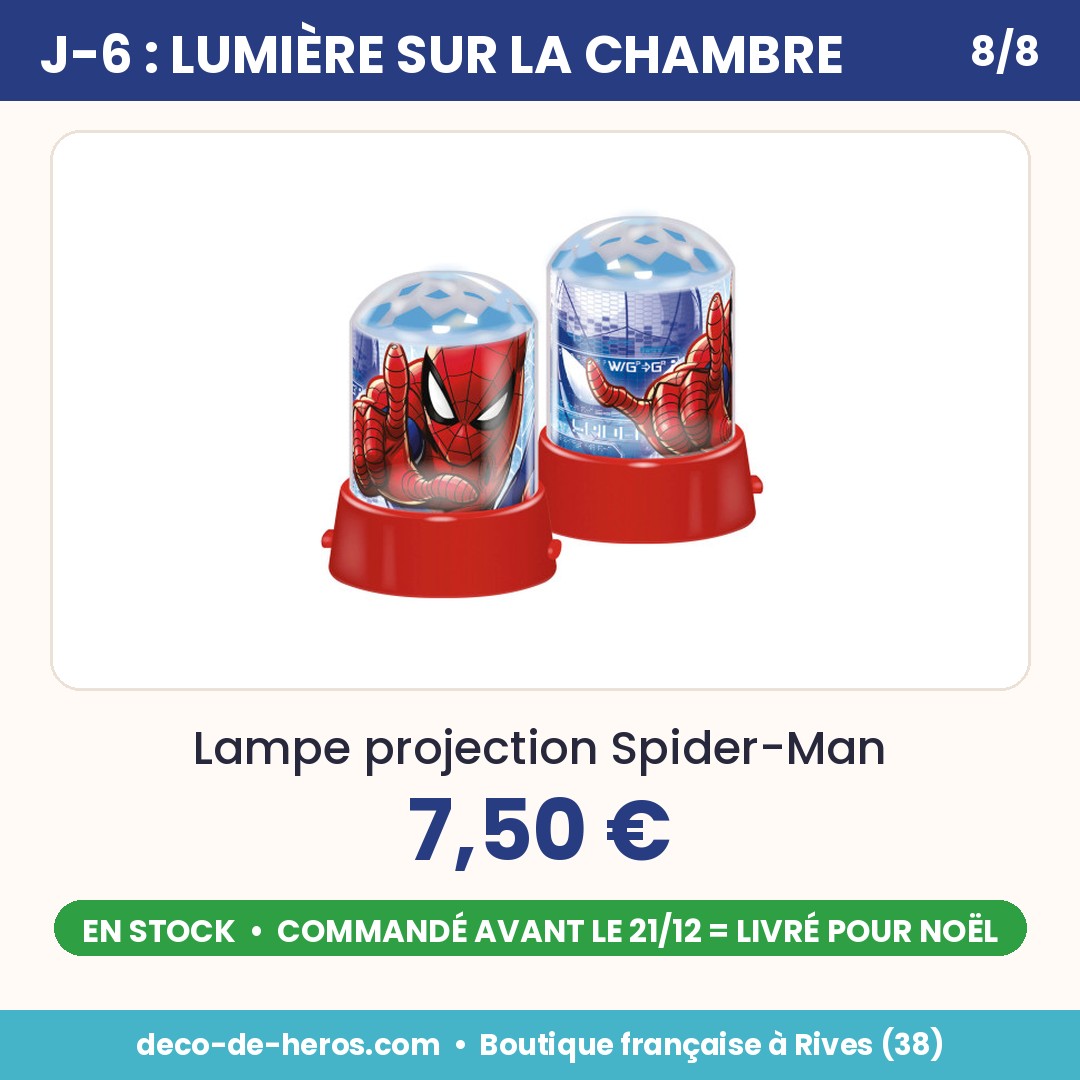 J-6 : LUMIÈRE SUR LA CHAMBRE
8/8
Lampe projection Spider-Man
7,50 €
EN STOCK • COMMANDÉ AVANT LE 21/12 = LIVRÉ POUR NOËL
deco-de-heros.com • Boutique française à Rives (38)